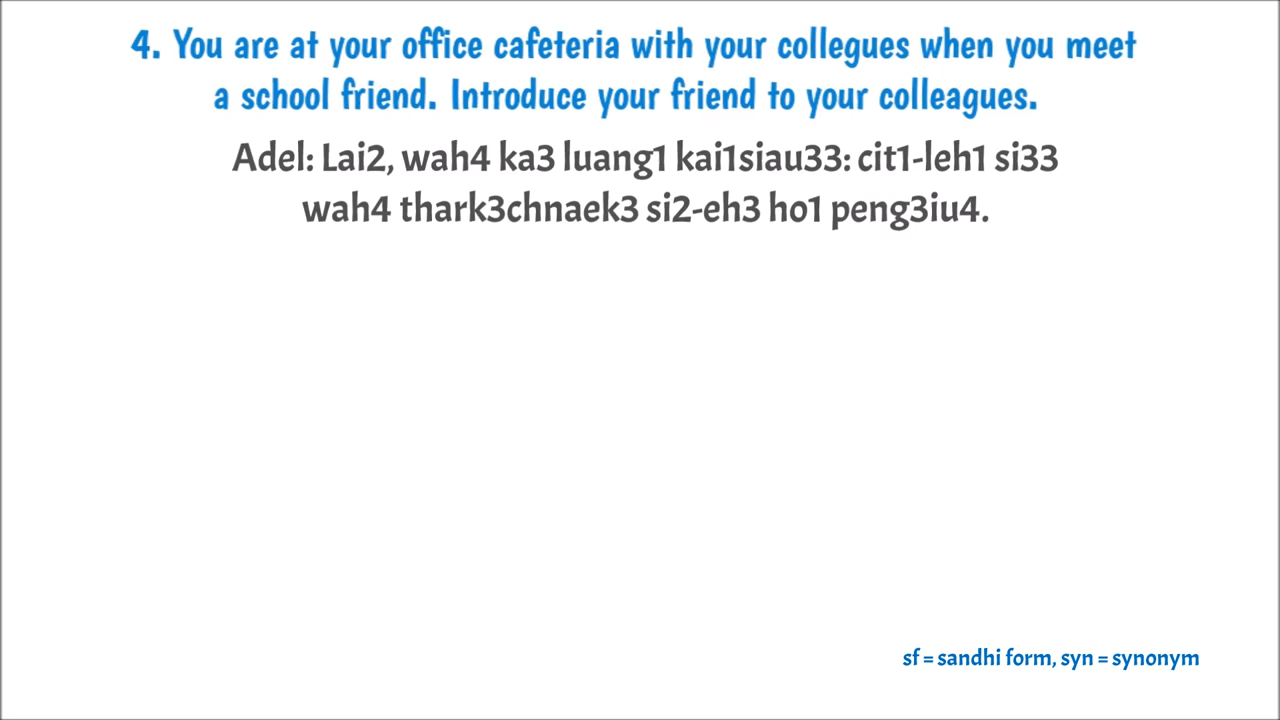 4. You are at your office cafeteria with your collegues when you meet
a school friend. Introduce your friend to your colleagues.
Adel: Lai2, wah4 ka3 luang1 kai1siau33: cit1-leh1 si33
wah4 thark3chnaek3 si2-eh3 ho1 peng3iu4.
sf = sandhi form, syn = synonym